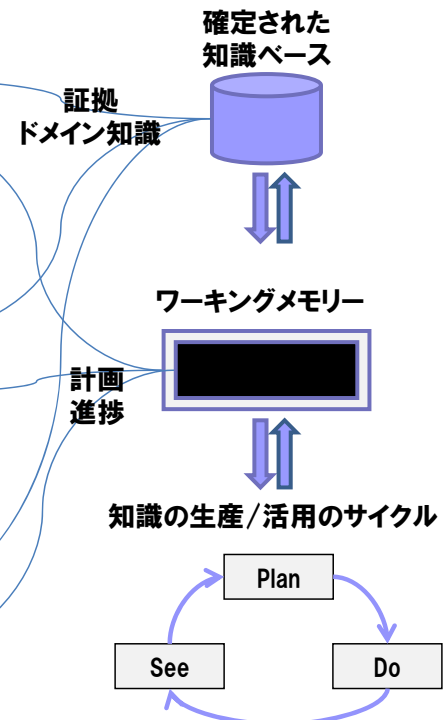 確定された
知識ベース
証拠
ドメイン知識
ワーキングメモリー
計画
進捗
知識の生産/活用のサイクル
Plan
See
Do